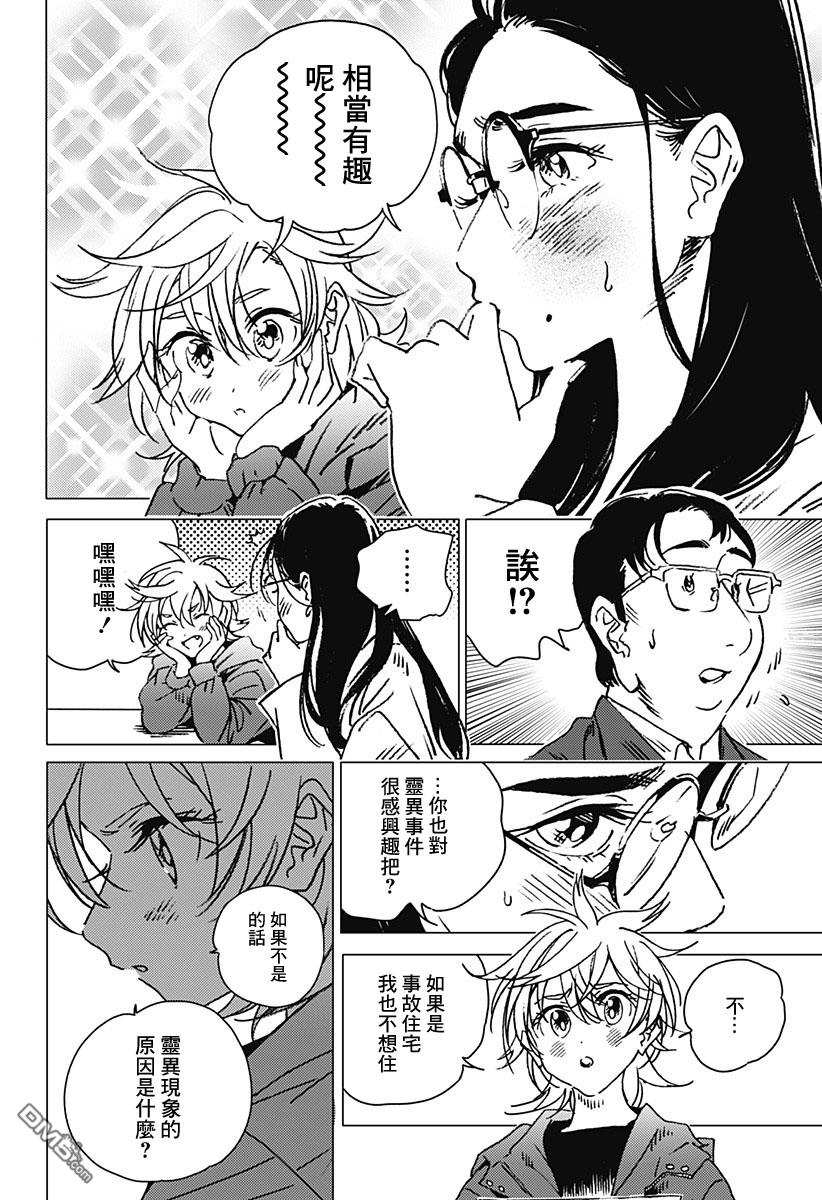 相當有趣
呢
誒!?
……
嘿嘿嘿！
…你也對
靈異事件
很感興趣把？
不…
如果是
事故住宅
我也不想住
如果不是
的話
靈異現象的
原因是什麼？
DM5.com